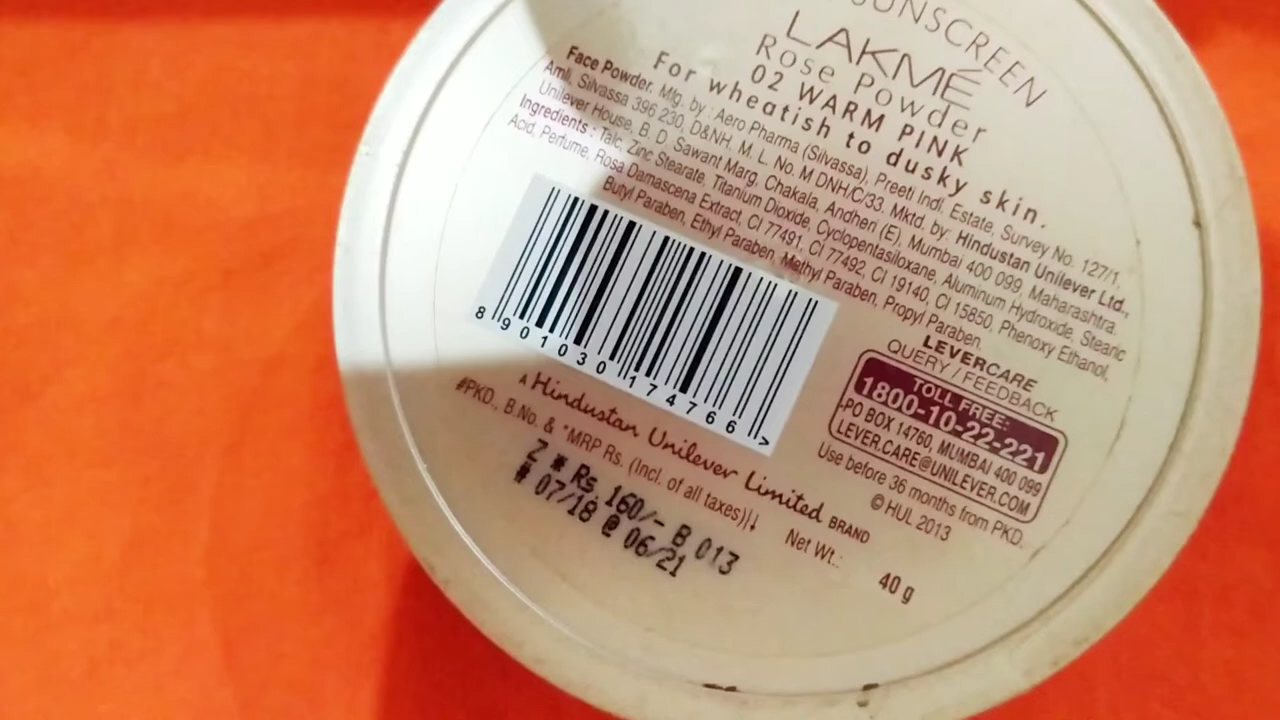 SUNSCREEN
LAKMÉ
Rose Powder
02 WARM PINK
For wheatish to dusky skin.
Face Powder. Mfg. by : Aero Pharma (Silvassa), Preeti Indl. Estate, Survey No. 127/1,
Amli, Silvassa 396 230, D&NH, M. L. No. M DNH/C/33. Mktd. by: Hindustan Unilever Ltd.,
Unilever House, B. D. Sawant Marg, Chakala, Andheri (E), Mumbai 400 099, Maharashtra.
Ingredients : Talc, Zinc Stearate, Titanium Dioxide, Cyclopentasiloxane, Aluminum Hydroxide, Stearic
Acid, Perfume, Rosa Damascena Extract, CI 77491, CI 77492, CI 19140, CI 15850, Phenoxy Ethanol,
Butyl Paraben, Ethyl Paraben, Methyl Paraben, Propyl Paraben.
8 901030 174766 >
LEVERCARE
QUERY / FEEDBACK
TOLL FREE:
1800-10-22-221
PO BOX 14760, MUMBAI 400 099
LEVER.CARE@UNILEVER.COM
Use before 36 months from PKD.
© HUL 2013
A Hindustan Unilever Limited BRAND
#PKD., B.No. & *MRP Rs. (Incl. of all taxes)
Net Wt.: 40 g
Z * Rs 160/- B 013
# 07/18 @ 06/21